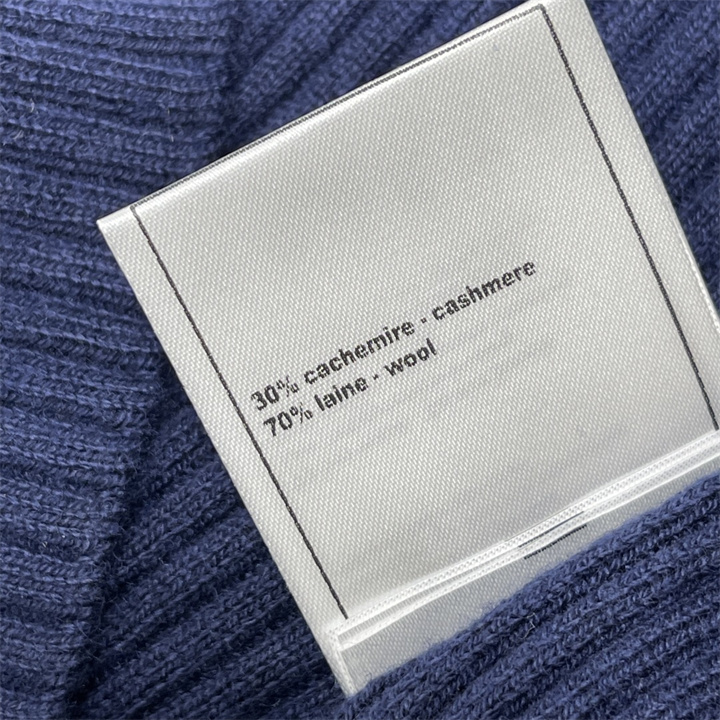 30% cachemire - cashmere
70% laine - wool